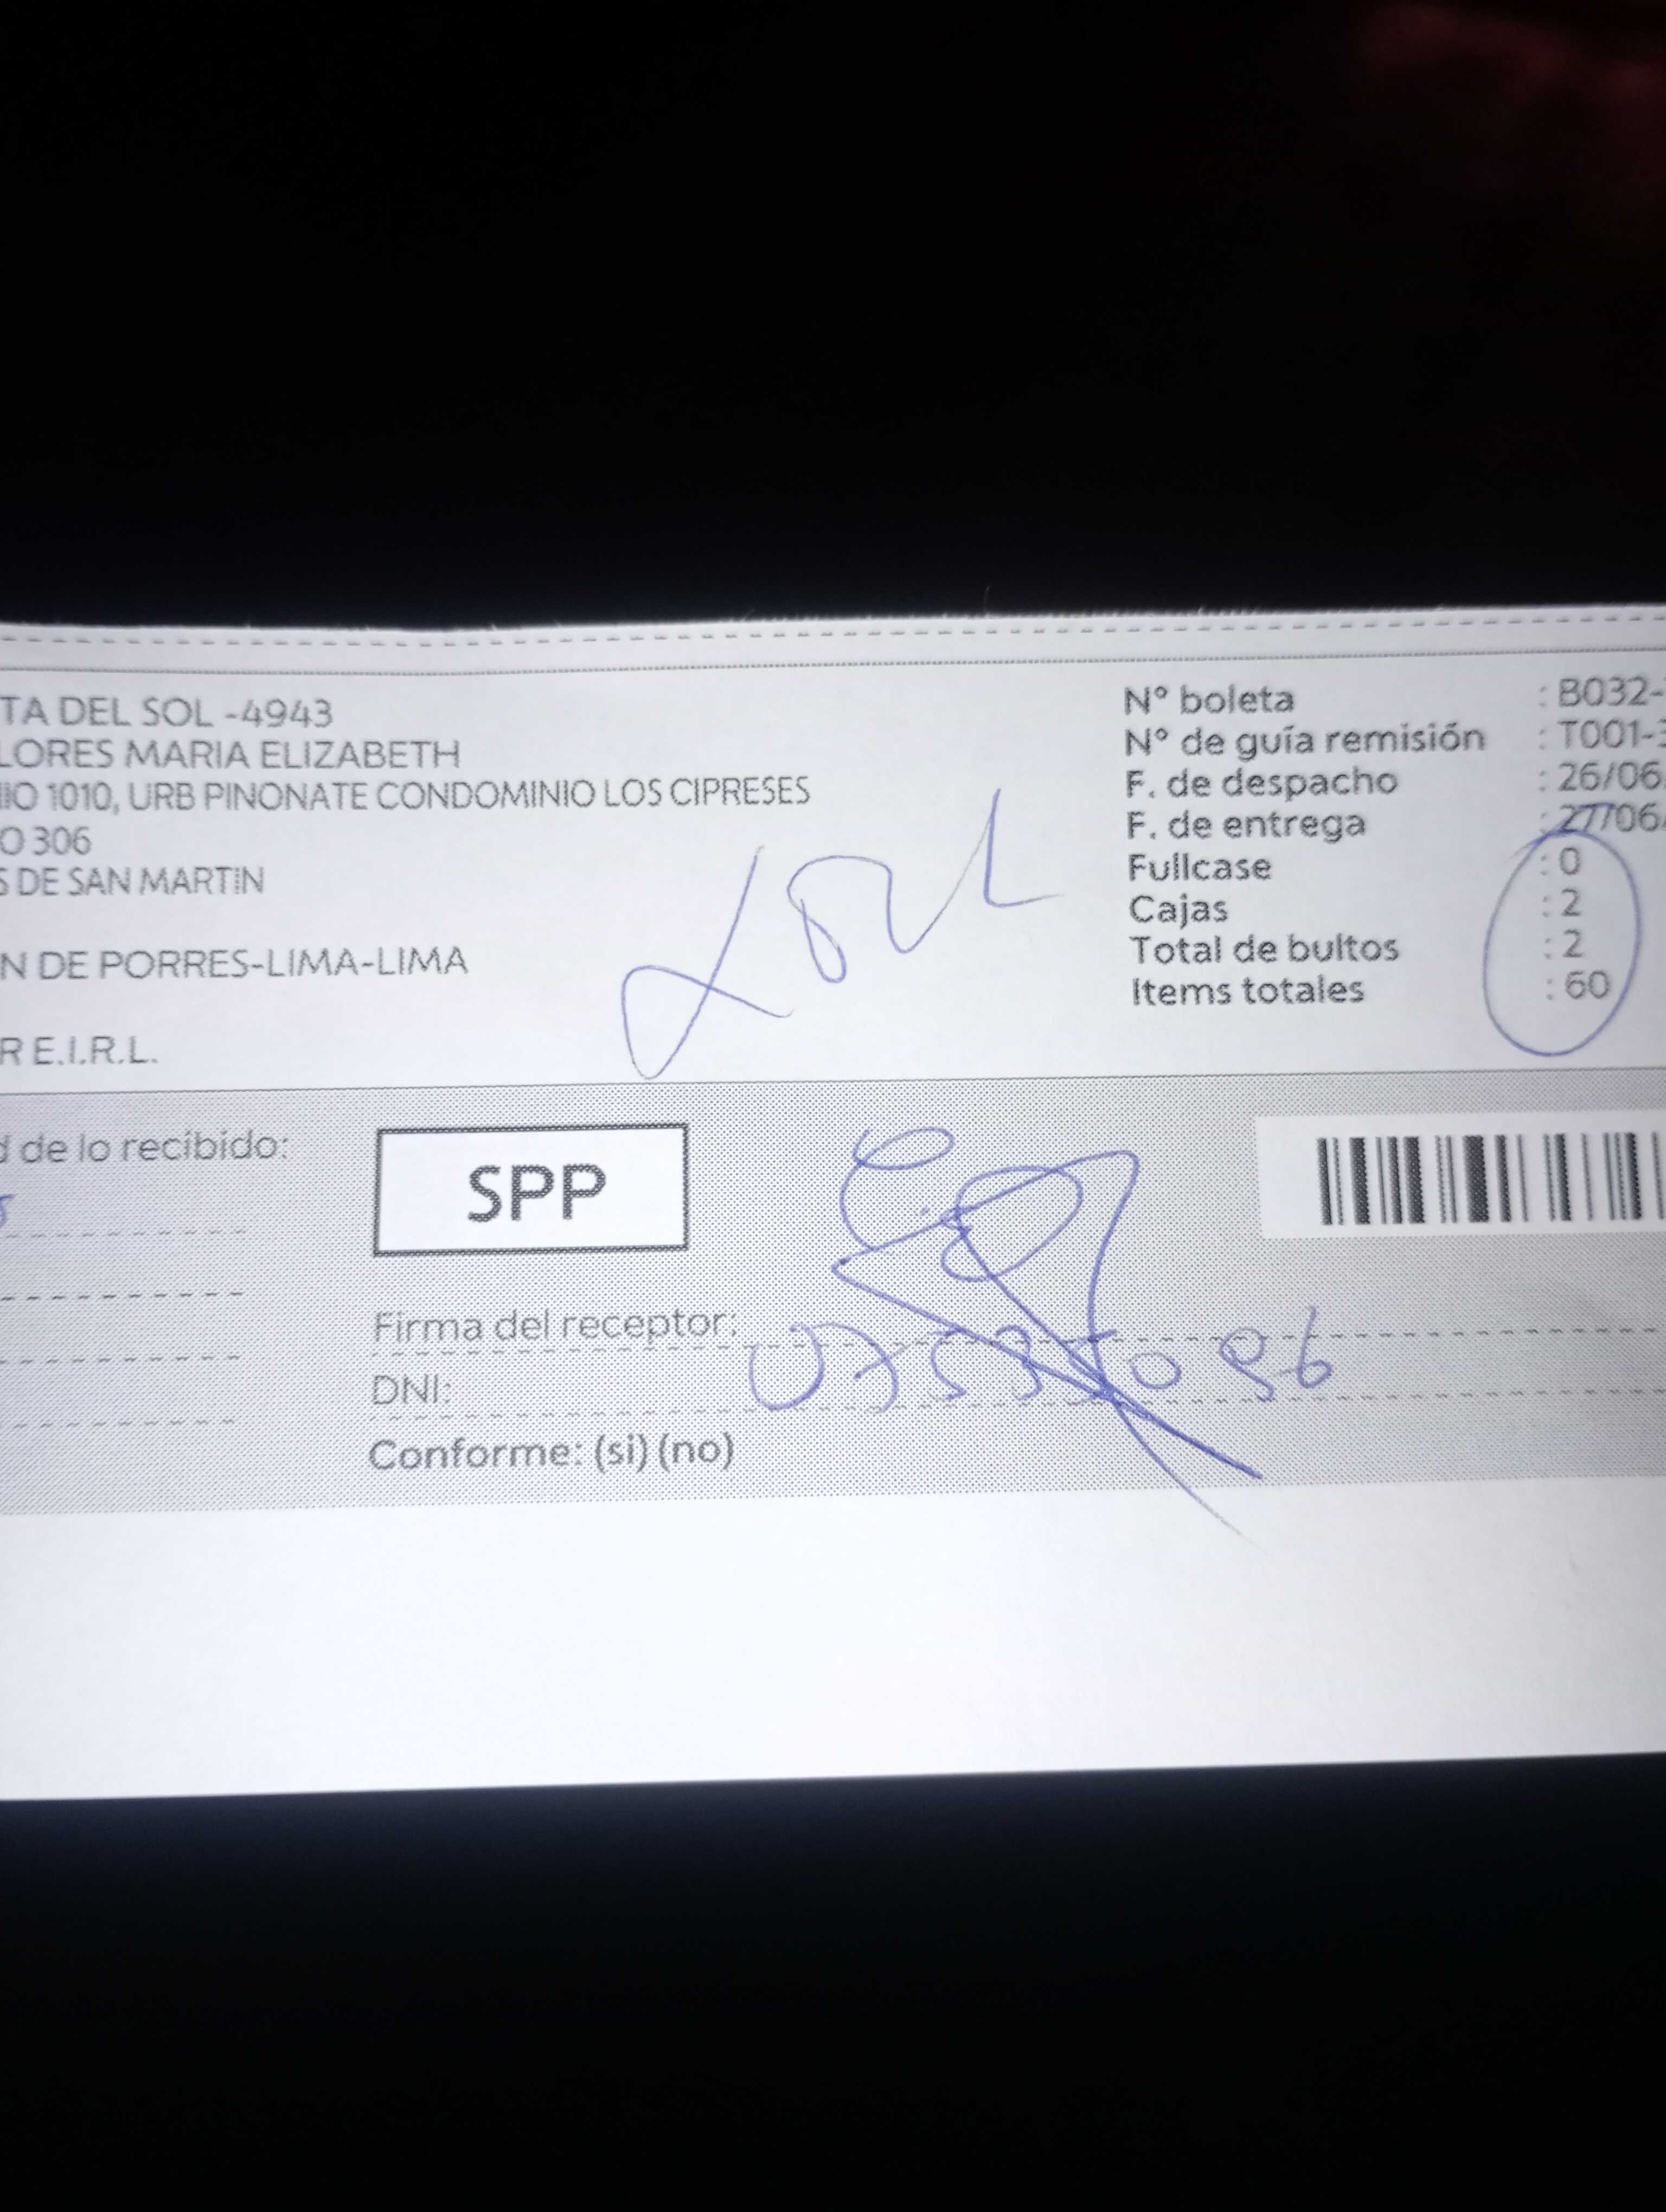 TA DEL SOL -4943
LORES MARIA ELIZABETH
IO 1010, URB PINONATE CONDOMINIO LOS CIPRESES
O 306
S DE SAN MARTIN
N DE PORRES-LIMA-LIMA
R E.I.R.L.
N° boleta : B032-
N° de guía remisión : T001-3
F. de despacho : 26/06
F. de entrega : 27/06
Fullcase : 0
Cajas : 2
Total de bultos : 2
Items totales : 60
d de lo recibido:
SPP
Firma del receptor:
DNI:
Conforme: (si) (no)